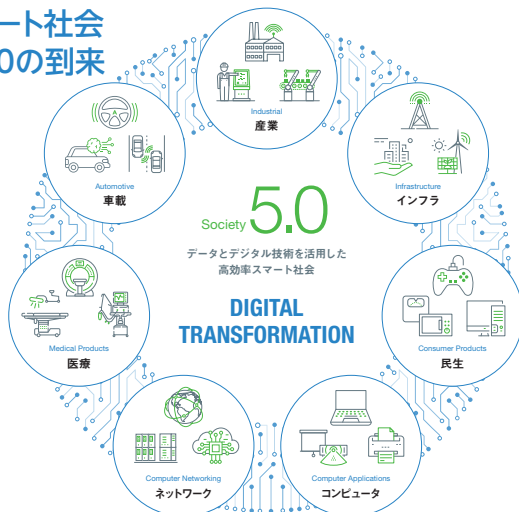 ート社会
0の到来
Industrial
産業
Automotive
車載
Infrastructure
インフラ
Society 5.0
データとデジタル技術を活用した
高効率スマート社会
DIGITAL
TRANSFORMATION
Medical Products
医療
Consumer Products
民生
Computer Networking
ネットワーク
Computer Applications
コンピュータ